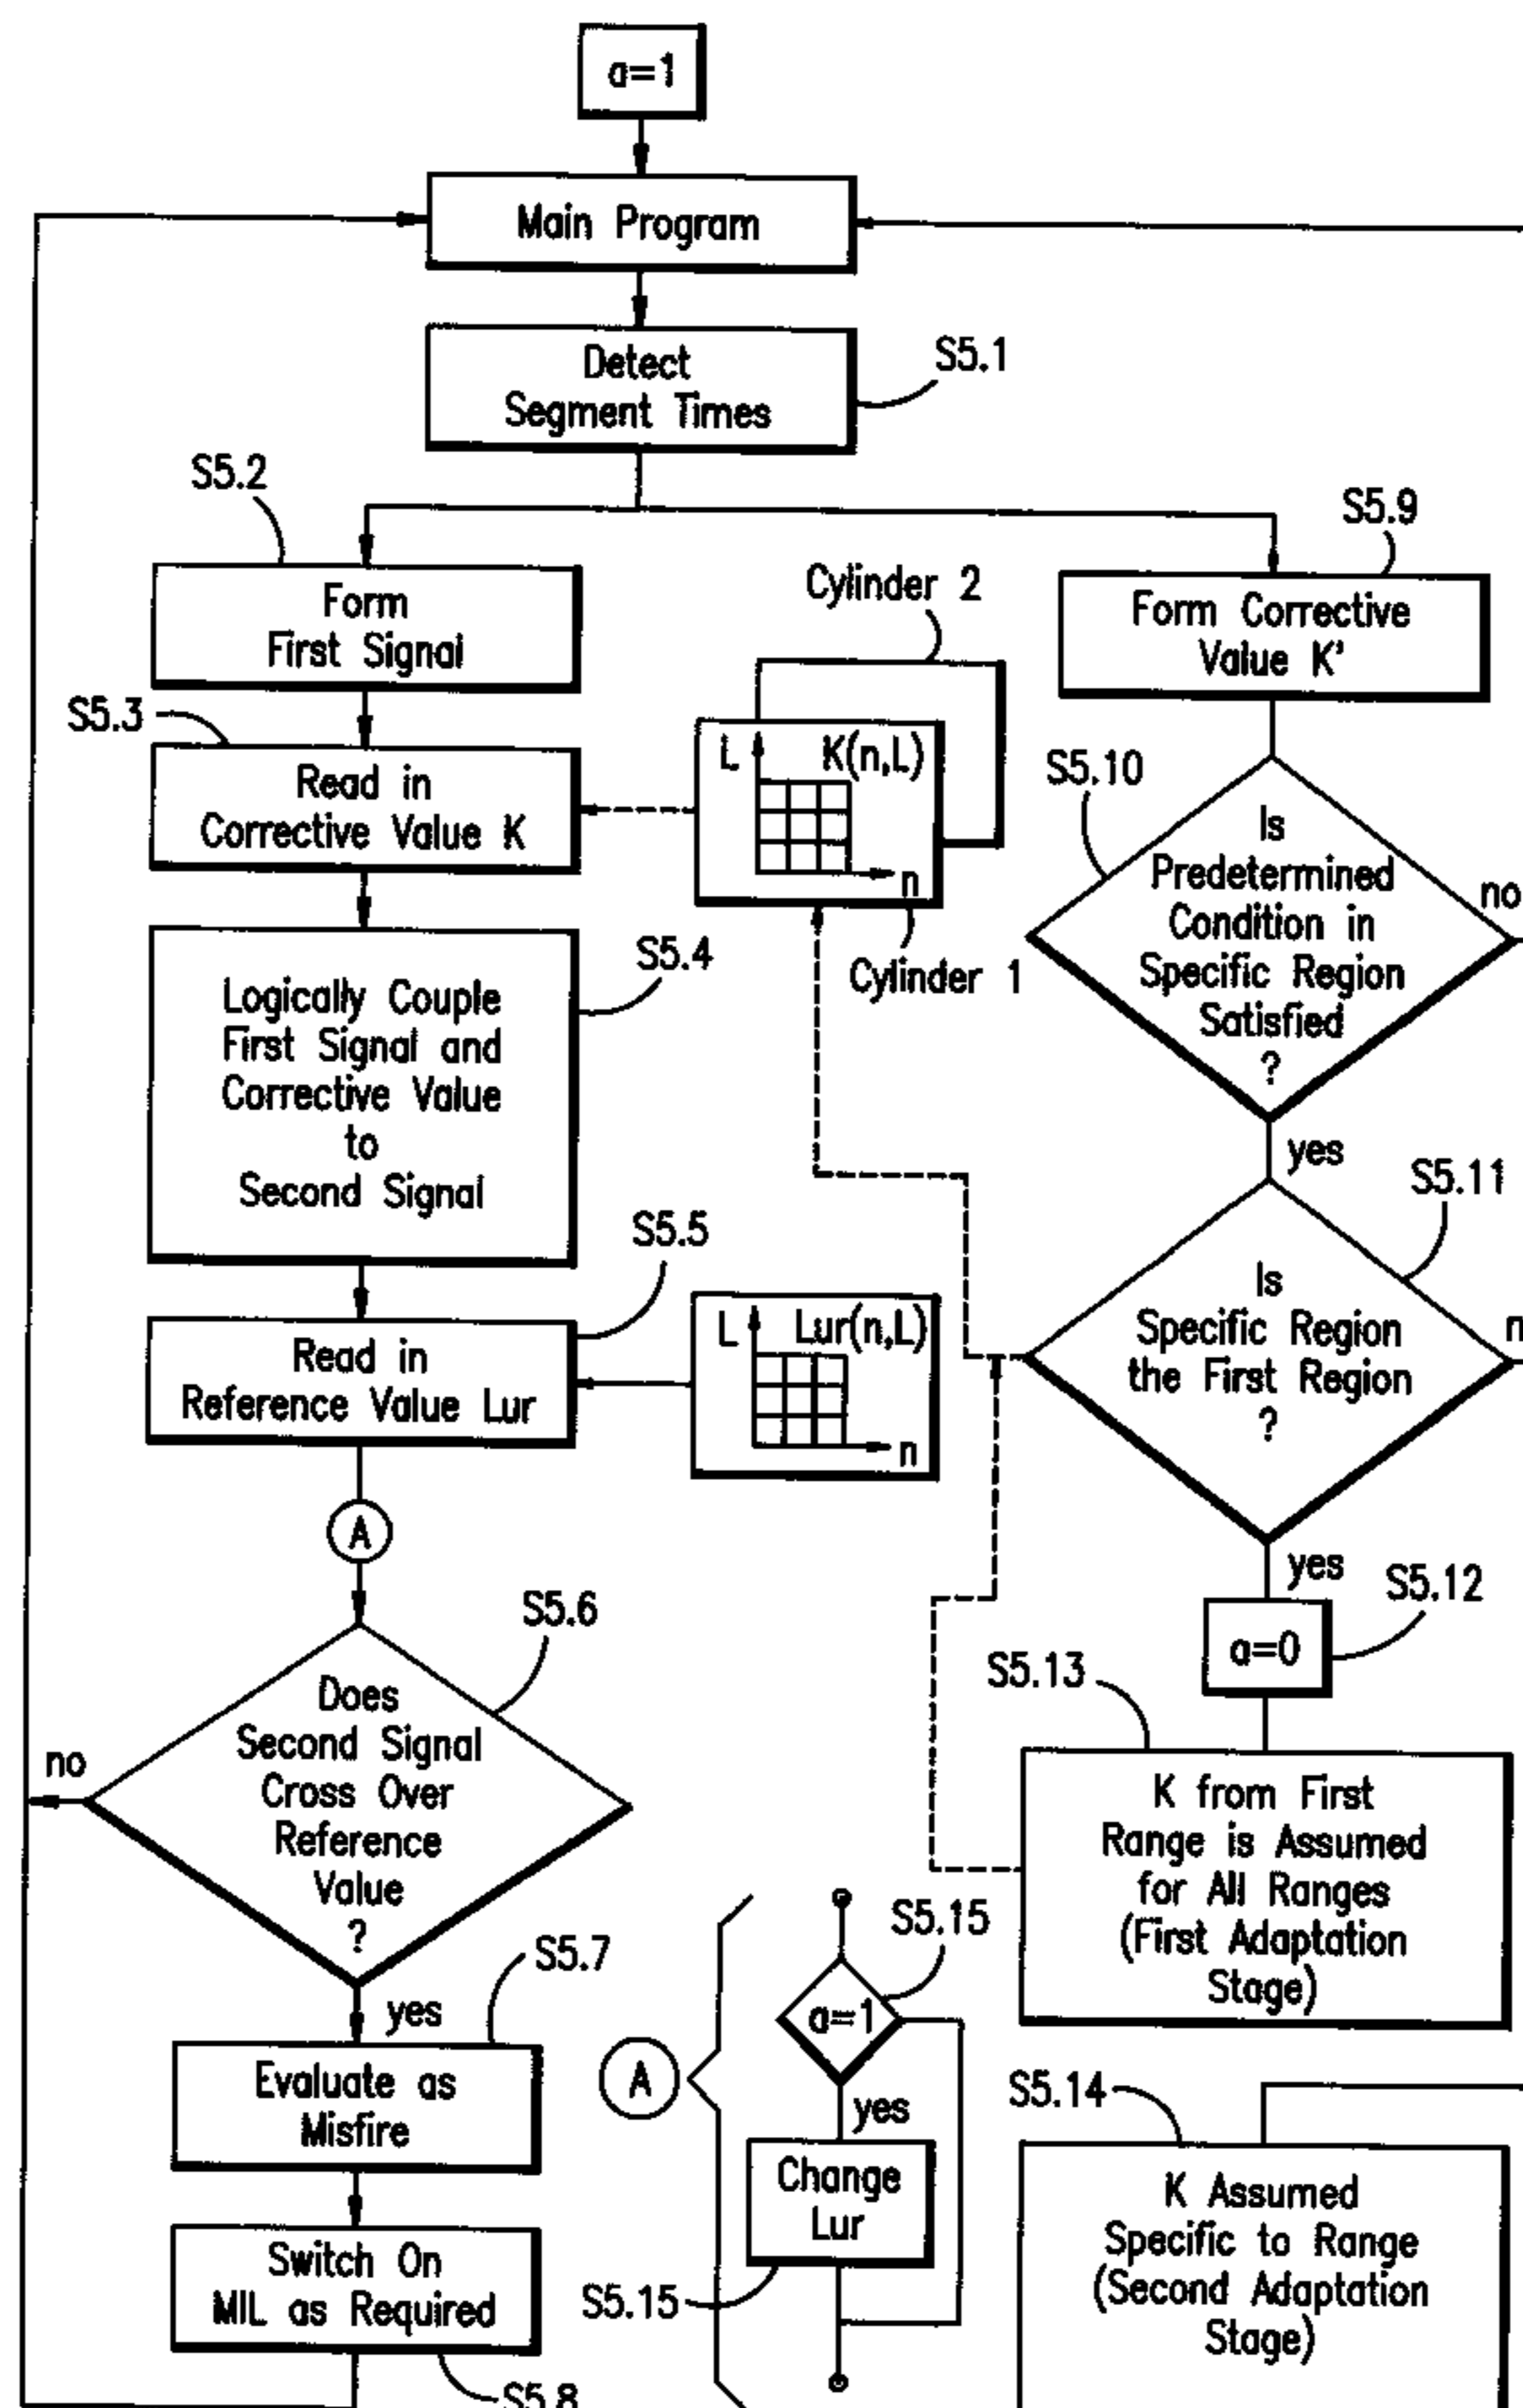 a=1
Main Program
Detect
Segment Times
S5.1
S5.2
Form
First Signal
S5.3
Read in
Corrective Value K
Cylinder 2
L
K(n,L)
n
Cylinder 1
S5.4
Logically Couple
First Signal and
Corrective Value
to
Second Signal
S5.5
Read in
Reference Value Lur
L
Lur(n,L)
n
A
S5.6
Does
Second Signal
Cross Over
Reference
Value
?
no
yes
S5.7
Evaluate as
Misfire
Switch On
MIL as Required
S5.8
S5.9
Form Corrective
Value K'
S5.10
Is
Predetermined
Condition in
Specific Region
Satisfied
?
no
yes
S5.11
Is
Specific Region
the First Region
?
n
yes
S5.12
a=0
S5.13
K from First
Range is Assumed
for All Ranges
(First Adaptation
Stage)
A
S5.15
a=1
yes
Change
Lur
S5.15
S5.14
K Assumed
Specific to Range
(Second Adaptation
Stage)